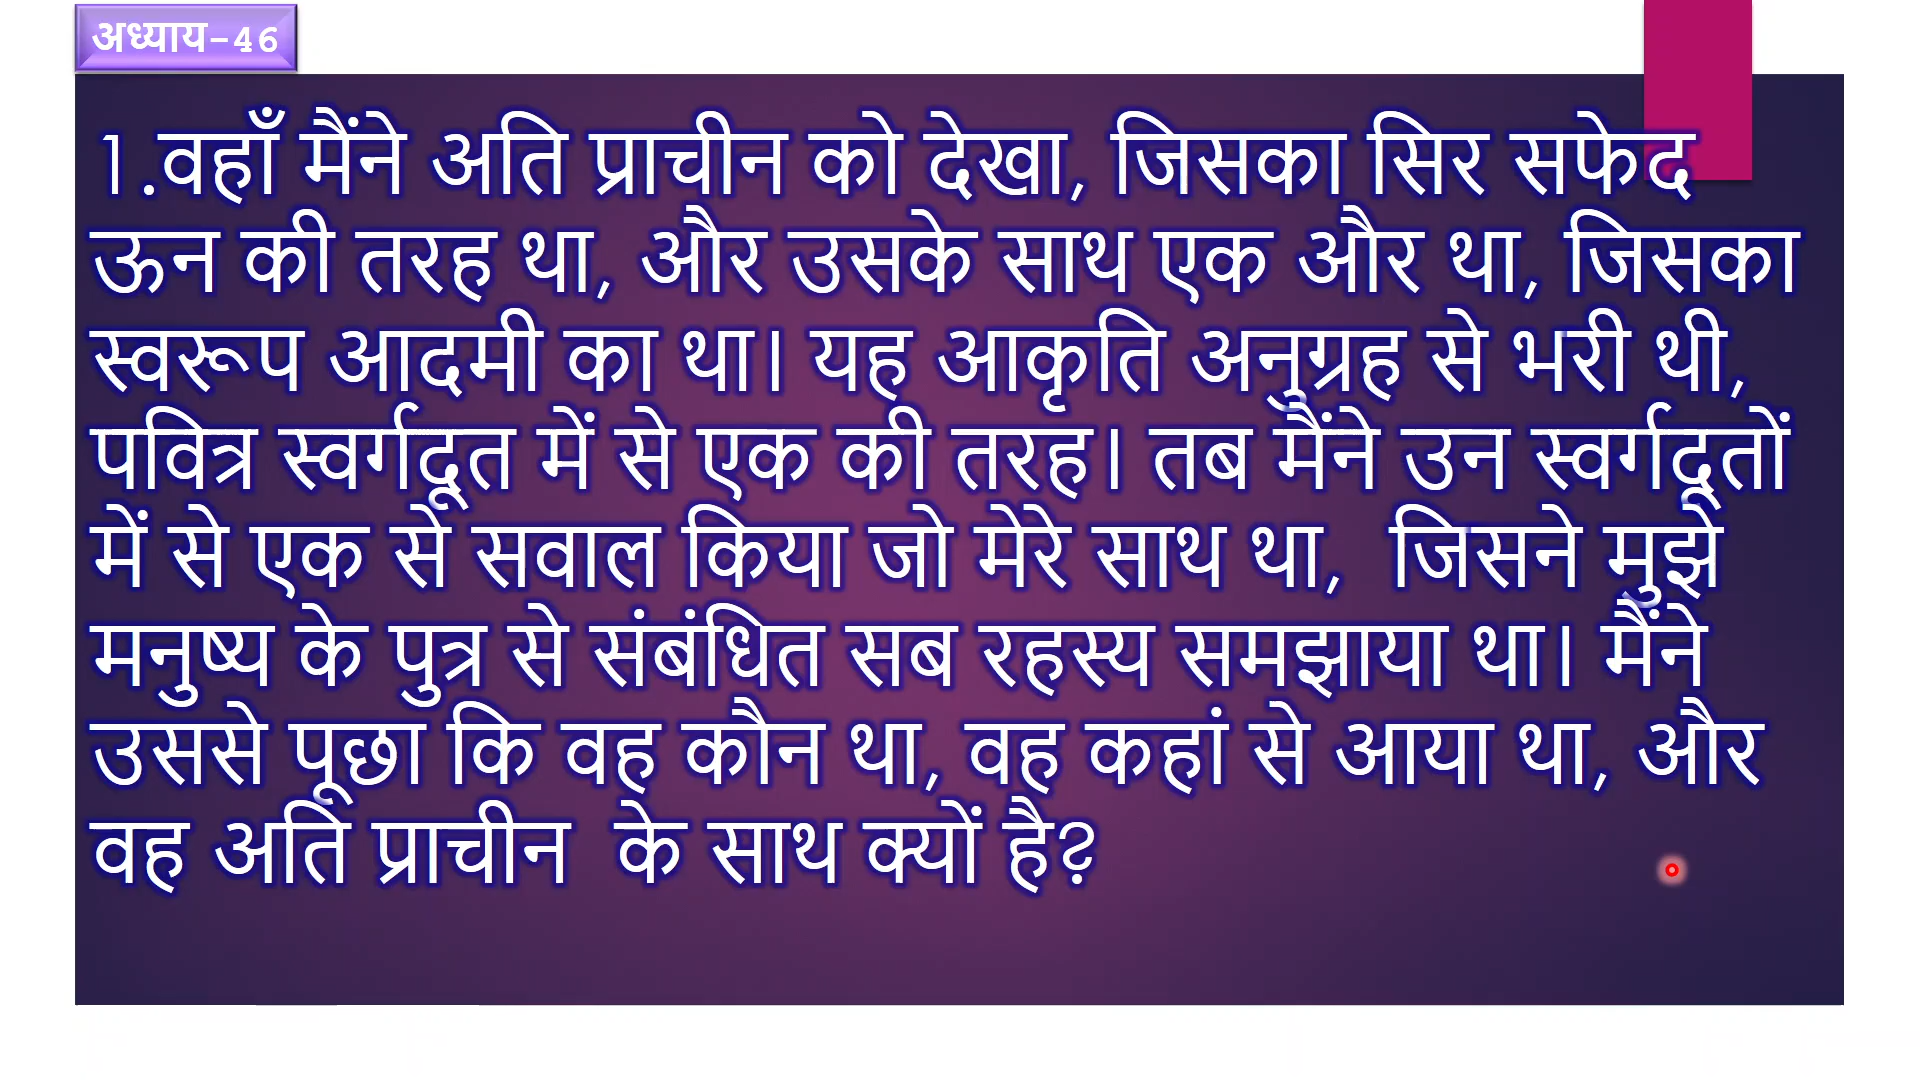 अध्याय-46
1.वहाँ मैंने अति प्राचीन को देखा, जिसका सिर सफेद
ऊन की तरह था, और उसके साथ एक और था, जिसका
स्वरूप आदमी का था। यह आकृति अनुग्रह से भरी थी,
पवित्र स्वर्गदूत में से एक की तरह। तब मैंने उन स्वर्गदूतों
में से एक से सवाल किया जो मेरे साथ था,  जिसने मुझे
मनुष्य के पुत्र से संबंधित सब रहस्य समझाया था। मैंने
उससे पूछा कि वह कौन था, वह कहां से आया था, और
वह अति प्राचीन  के साथ क्यों है?